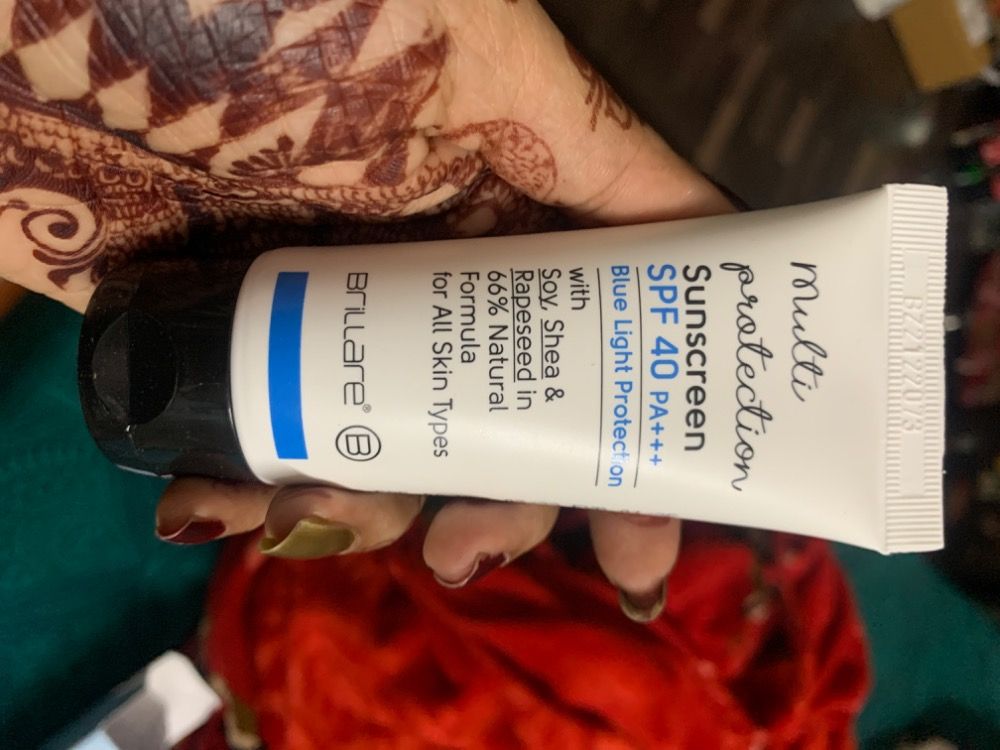 multi
protection
Sunscreen
SPF 40 PA+++
Blue Light Protection
with
Soy, Shea &
Rapeseed in
66% Natural
Formula
for All Skin Types
BRILLARE® B